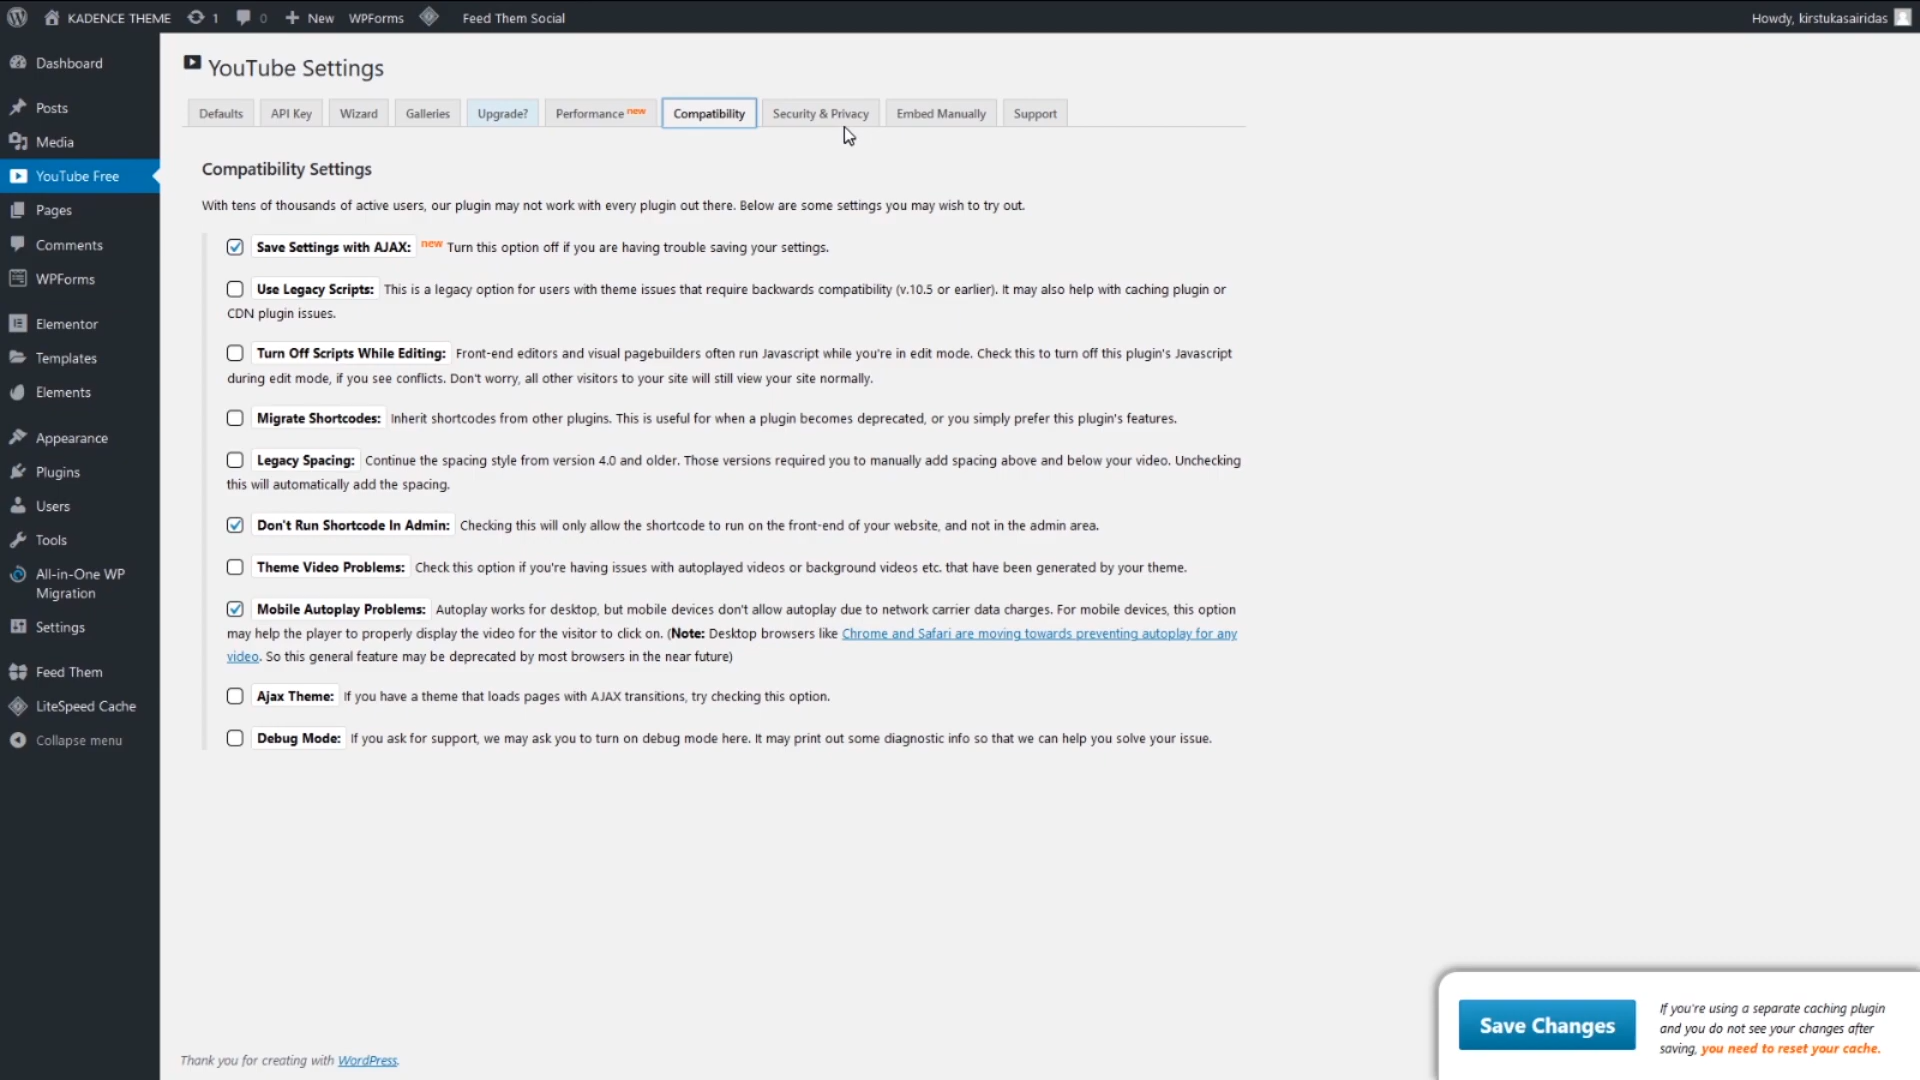 KADENCE THEME 1 0 New WPForms Feed Them Social Howdy, kirstukasairidas
Dashboard
Posts
Media
YouTube Free
Pages
Comments
WPForms
Elementor
Templates
Elements
Appearance
Plugins
Users
Tools
All-in-One WP
Migration
Settings
Feed Them
LiteSpeed Cache
Collapse menu
YouTube Settings
Defaults API Key Wizard Galleries Upgrade? Performance new Compatibility Security & Privacy Embed Manually Support
Compatibility Settings
With tens of thousands of active users, our plugin may not work with every plugin out there. Below are some settings you may wish to try out.
Save Settings with AJAX: new Turn this option off if you are having trouble saving your settings.
Use Legacy Scripts: This is a legacy option for users with theme issues that require backwards compatibility (v.10.5 or earlier). It may also help with caching plugin or
CDN plugin issues.
Turn Off Scripts While Editing: Front-end editors and visual pagebuilders often run Javascript while you're in edit mode. Check this to turn off this plugin's Javascript
during edit mode, if you see conflicts. Don't worry, all other visitors to your site will still view your site normally.
Migrate Shortcodes: Inherit shortcodes from other plugins. This is useful for when a plugin becomes deprecated, or you simply prefer this plugin's features.
Legacy Spacing: Continue the spacing style from version 4.0 and older. Those versions required you to manually add spacing above and below your video. Unchecking
this will automatically add the spacing.
Don't Run Shortcode In Admin: Checking this will only allow the shortcode to run on the front-end of your website, and not in the admin area.
Theme Video Problems: Check this option if you're having issues with autoplayed videos or background videos etc. that have been generated by your theme.
Mobile Autoplay Problems: Autoplay works for desktop, but mobile devices don't allow autoplay due to network carrier data charges. For mobile devices, this option
may help the player to properly display the video for the visitor to click on. (Note: Desktop browsers like Chrome and Safari are moving towards preventing autoplay for any
video. So this general feature may be deprecated by most browsers in the near future)
Ajax Theme: If you have a theme that loads pages with AJAX transitions, try checking this option.
Debug Mode: If you ask for support, we may ask you to turn on debug mode here. It may print out some diagnostic info so that we can help you solve your issue.
Save Changes
If you're using a separate caching plugin
and you do not see your changes after
saving, you need to reset your cache.
Thank you for creating with WordPress.